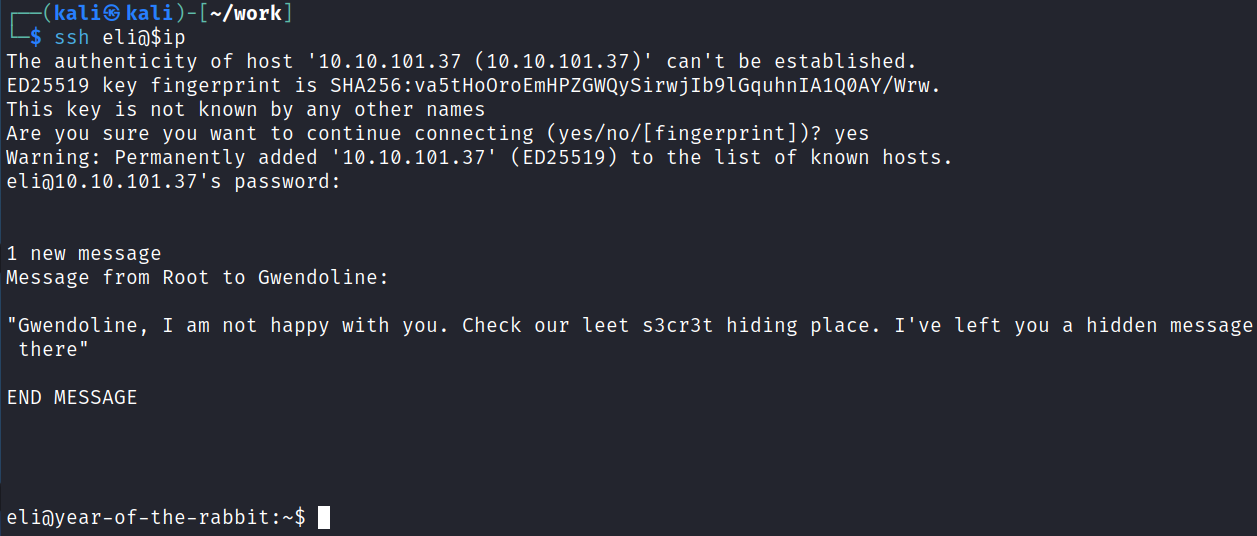 ┌──(kali㉿kali)-[~/work]
└─$ ssh eli@$ip
The authenticity of host '10.10.101.37 (10.10.101.37)' can't be established.
ED25519 key fingerprint is SHA256:va5tHoOroEmHPZGWQySirwjIb9lGquhnIA1Q0AY/Wrw.
This key is not known by any other names
Are you sure you want to continue connecting (yes/no/[fingerprint])? yes
Warning: Permanently added '10.10.101.37' (ED25519) to the list of known hosts.
eli@10.10.101.37's password:
1 new message
Message from Root to Gwendoline:
"Gwendoline, I am not happy with you. Check our leet s3cr3t hiding place. I've left you a hidden message
there"
END MESSAGE
eli@year-of-the-rabbit:~$